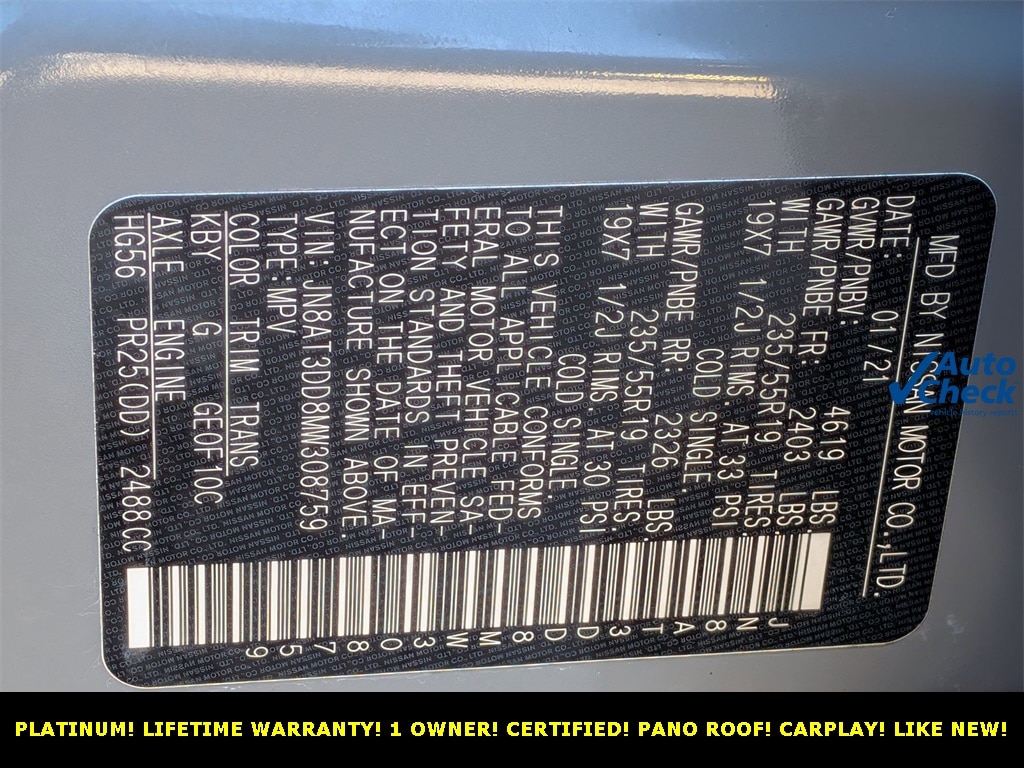 MFD BY NISSAN MOTOR CO.,LTD.
DATE: 01/21
GVWR/PNBV: 4619 LBS
GAWR/PNBE FR: 2403 LBS
WITH 235/55R19 TIRES,
19X7 1/2J RIMS, AT 33 PSI
COLD SINGLE.
GAWR/PNBE RR: 2326 LBS
WITH 235/55R19 TIRES,
19X7 1/2J RIMS, AT 30 PSI
COLD SINGLE.
THIS VEHICLE CONFORMS
TO ALL APPLICABLE FED-
ERAL MOTOR VEHICLE SA-
FETY AND THEFT PREVEN-
TION STANDARDS IN EFF-
ECT ON THE DATE OF MA-
NUFACTURE SHOWN ABOVE.
VIN: JN8AT3DD8MW308759
TYPE: MPV
COLOR TRIM TRANS
KBY G GEOF10C
AXLE ENGINE
HG56 PR25(DD) 2488CC
JN8AT3DD8MW308759
Auto
Check
vehicle history reports
PLATINUM! LIFETIME WARRANTY! 1 OWNER! CERTIFIED! PANO ROOF! CARPLAY! LIKE NEW!